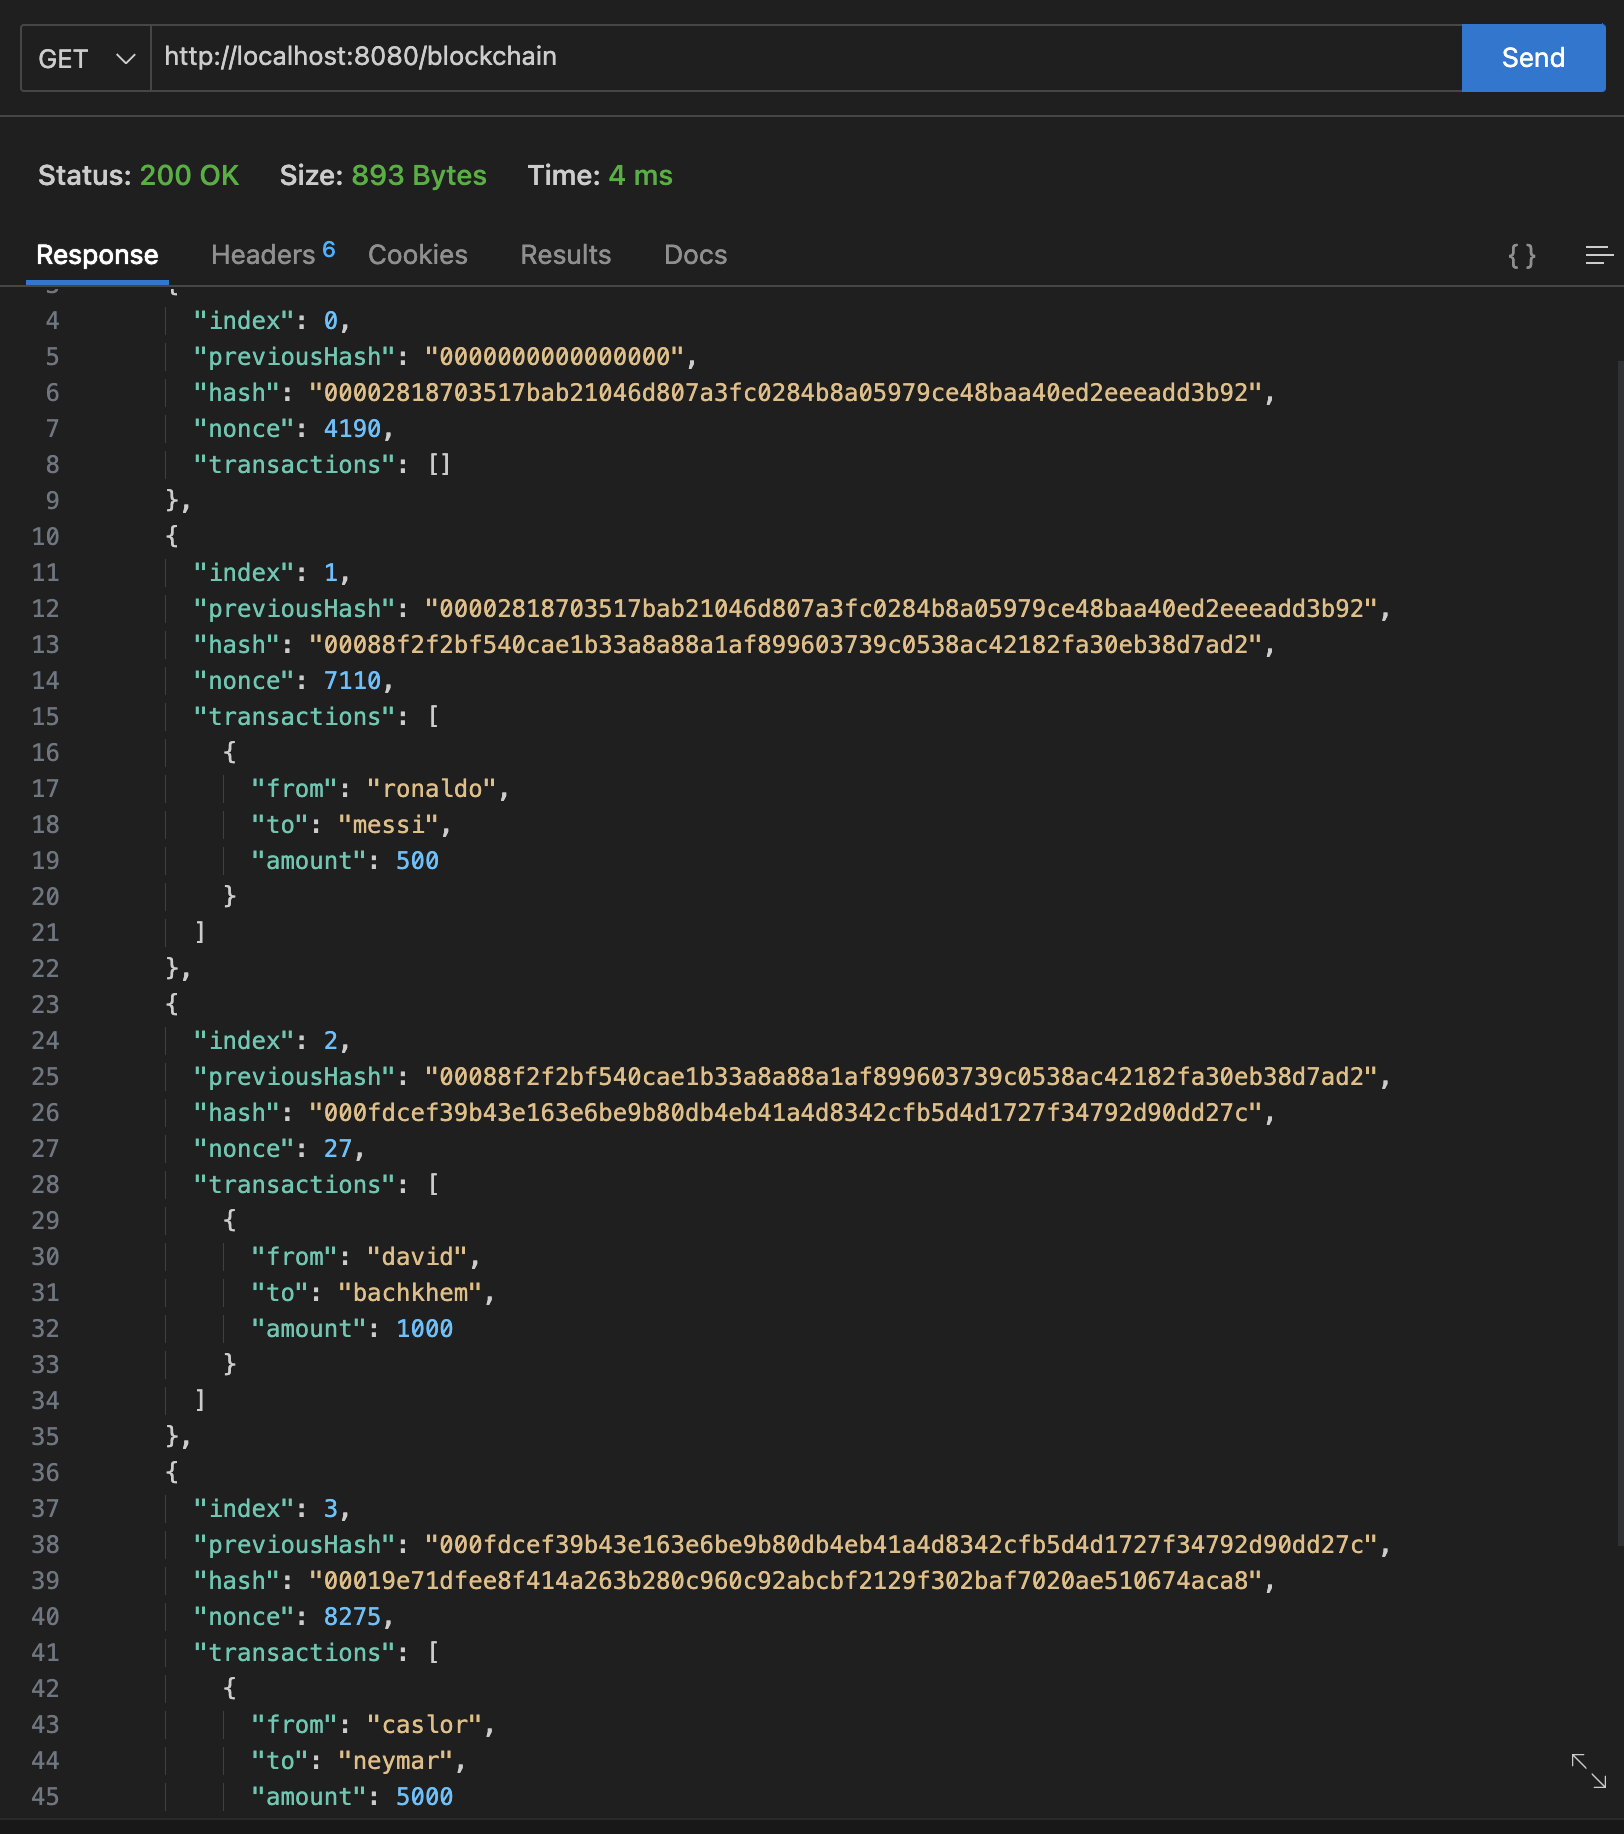 GET http://localhost:8080/blockchain Send
Status: 200 OK Size: 893 Bytes Time: 4 ms
Response Headers 6 Cookies Results Docs { }
4 "index": 0,
5 "previousHash": "0000000000000000",
6 "hash": "00002818703517bab21046d807a3fc0284b8a05979ce48baa40ed2eeeadd3b92",
7 "nonce": 4190,
8 "transactions": []
9 },
10 {
11 "index": 1,
12 "previousHash": "00002818703517bab21046d807a3fc0284b8a05979ce48baa40ed2eeeadd3b92",
13 "hash": "00088f2f2bf540cae1b33a8a88a1af899603739c0538ac42182fa30eb38d7ad2",
14 "nonce": 7110,
15 "transactions": [
16 {
17 "from": "ronaldo",
18 "to": "messi",
19 "amount": 500
20 }
21 ]
22 },
23 {
24 "index": 2,
25 "previousHash": "00088f2f2bf540cae1b33a8a88a1af899603739c0538ac42182fa30eb38d7ad2",
26 "hash": "000fdcef39b43e163e6be9b80db4eb41a4d8342cfb5d4d1727f34792d90dd27c",
27 "nonce": 27,
28 "transactions": [
29 {
30 "from": "david",
31 "to": "bachkhem",
32 "amount": 1000
33 }
34 ]
35 },
36 {
37 "index": 3,
38 "previousHash": "000fdcef39b43e163e6be9b80db4eb41a4d8342cfb5d4d1727f34792d90dd27c",
39 "hash": "00019e71dfee8f414a263b280c960c92abcbf2129f302baf7020ae510674aca8",
40 "nonce": 8275,
41 "transactions": [
42 {
43 "from": "caslor",
44 "to": "neymar",
45 "amount": 5000